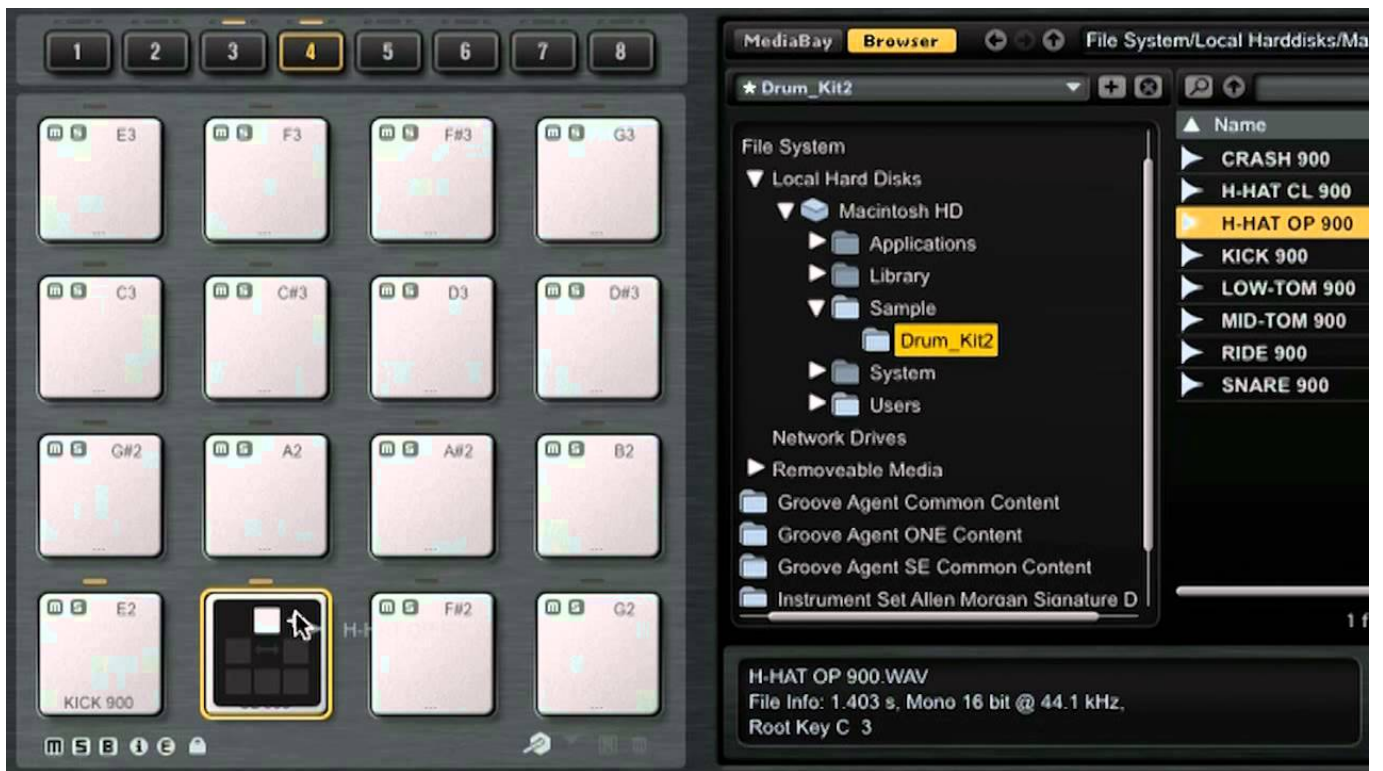 1 2 3 4 5 6 7 8
M S E3
M S F3
M S F#3
M S G3
M S C3
M S C#3
M S D3
M S D#3
M S G#2
M S A2
M S A#2
M S B2
M S E2
KICK 900
H-H
M S F#2
M S G2
M S B i E
MediaBay Browser File System/Local Harddisks/Ma
Drum_Kit2
File System
Local Hard Disks
Macintosh HD
Applications
Library
Sample
Drum_Kit2
System
Users
Network Drives
Removeable Media
Groove Agent Common Content
Groove Agent ONE Content
Groove Agent SE Common Content
Instrument Set Allen Morgan Signature D
Name
CRASH 900
H-HAT CL 900
H-HAT OP 900
KICK 900
LOW-TOM 900
MID-TOM 900
RIDE 900
SNARE 900
1 f
H-HAT OP 900.WAV
File Info: 1.403 s, Mono 16 bit @ 44.1 kHz,
Root Key C 3